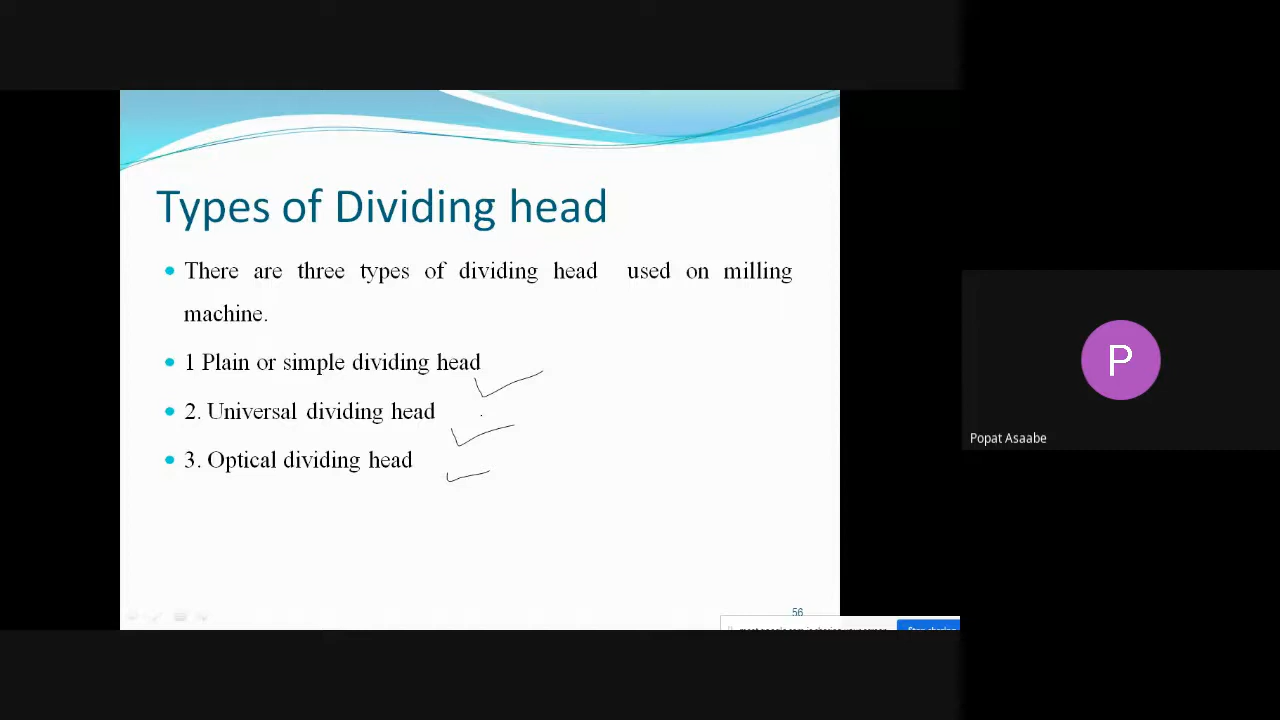 Types of Dividing head
There are three types of dividing head used on milling
machine.
1 Plain or simple dividing head
2. Universal dividing head
3. Optical dividing head
56
P
Popat Asaabe